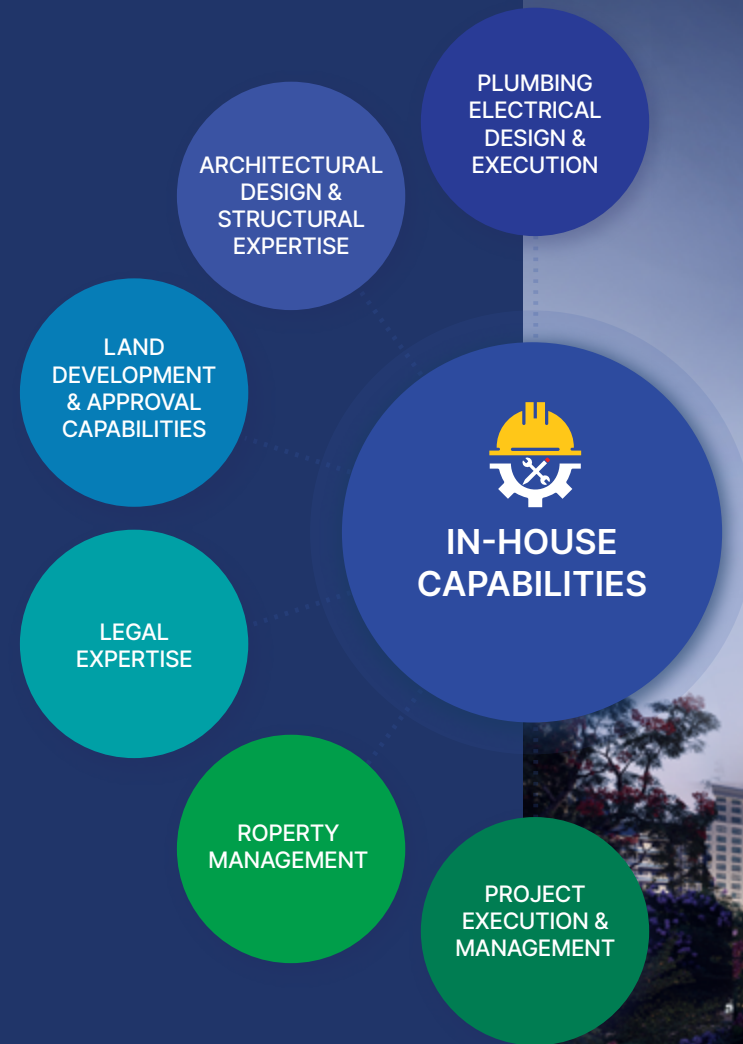 PLUMBING
ELECTRICAL
DESIGN &
EXECUTION
ARCHITECTURAL
DESIGN &
STRUCTURAL
EXPERTISE
LAND
DEVELOPMENT
& APPROVAL
CAPABILITIES
IN-HOUSE
CAPABILITIES
LEGAL
EXPERTISE
ROPERTY
MANAGEMENT
PROJECT
EXECUTION &
MANAGEMENT